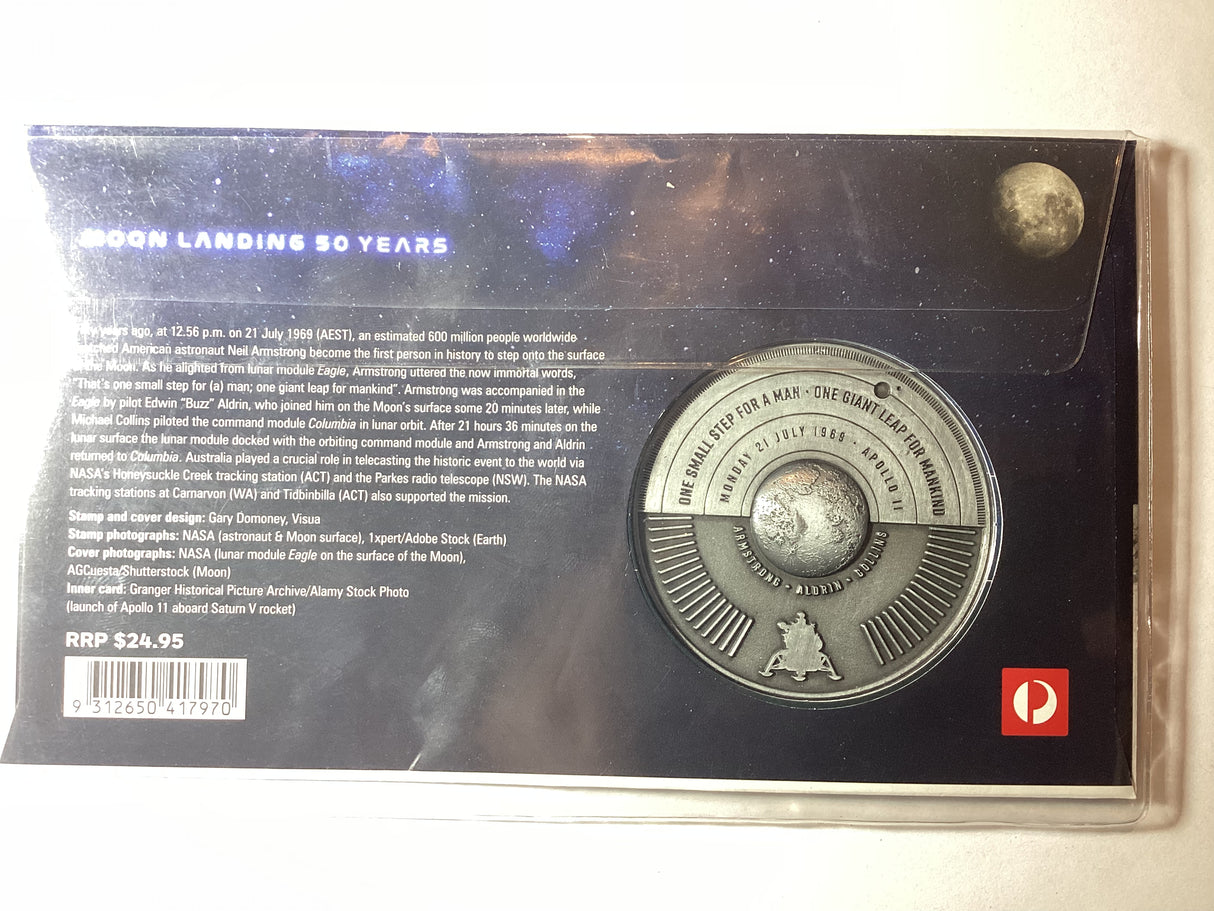 MOON LANDING 50 YEARS
years ago, at 12.56 p.m. on 21 July 1969 (AEST), an estimated 600 million people worldwide
American astronaut Neil Armstrong become the first person in history to step onto the surface
the Moon. As he alighted from lunar module Eagle, Armstrong uttered the now immortal words,
"That's one small step for (a) man; one giant leap for mankind". Armstrong was accompanied in the
Eagle by pilot Edwin "Buzz" Aldrin, who joined him on the Moon's surface some 20 minutes later, while
Michael Collins piloted the command module Columbia in lunar orbit. After 21 hours 36 minutes on the
lunar surface the lunar module docked with the orbiting command module and Armstrong and Aldrin
returned to Columbia. Australia played a crucial role in telecasting the historic event to the world via
NASA's Honeysuckle Creek tracking station (ACT) and the Parkes radio telescope (NSW). The NASA
tracking stations at Carnarvon (WA) and Tidbinbilla (ACT) also supported the mission.
Stamp and cover design: Gary Domoney, Visua
Stamp photographs: NASA (astronaut & Moon surface), 1xpert/Adobe Stock (Earth)
Cover photographs: NASA (lunar module Eagle on the surface of the Moon),
AGCuesta/Shutterstock (Moon)
Inner card: Granger Historical Picture Archive/Alamy Stock Photo
(launch of Apollo 11 aboard Saturn V rocket)
RRP $24.95
9 312650 417970
ONE SMALL STEP FOR A MAN · ONE GIANT LEAP FOR MANKIND
MONDAY 21 JULY 1969 · APOLLO 11
ARMSTRONG · ALDRIN · COLLINS